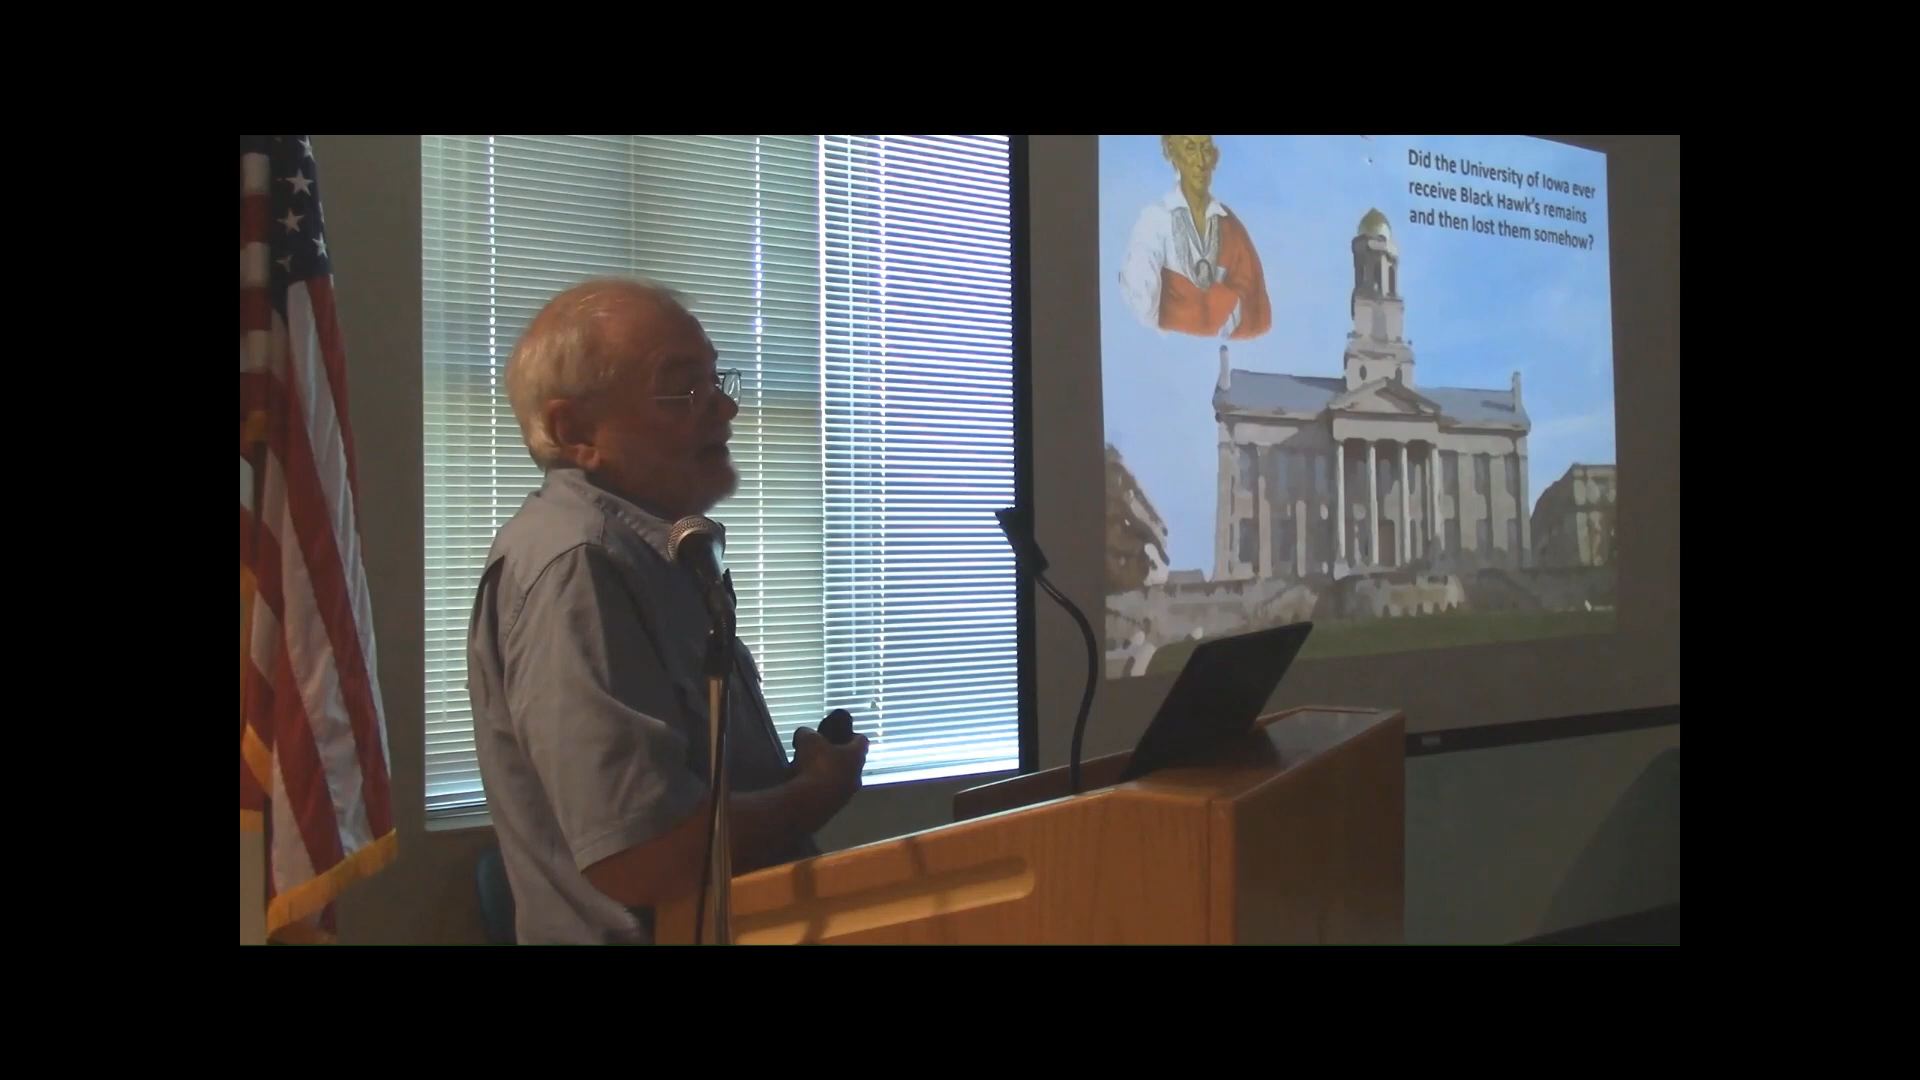 Did the University of Iowa ever
receive Black Hawk's remains
and then lost them somehow?